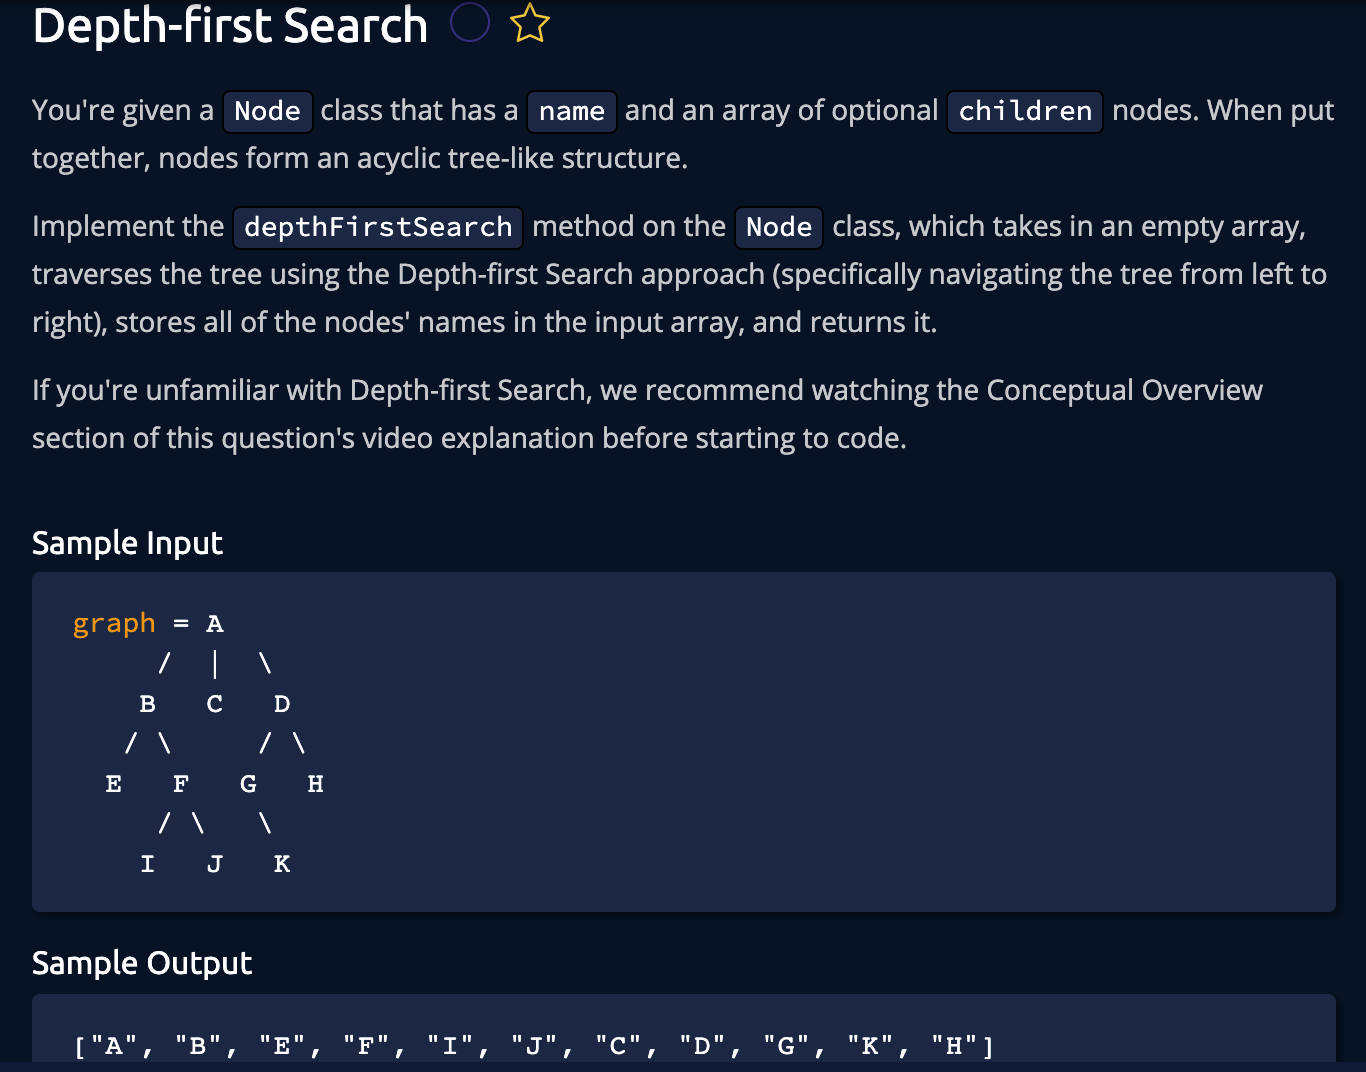 Depth-first Search
You're given a Node class that has a name and an array of optional children nodes. When put
together, nodes form an acyclic tree-like structure.
Implement the depthFirstSearch method on the Node class, which takes in an empty array,
traverses the tree using the Depth-first Search approach (specifically navigating the tree from left to
right), stores all of the nodes' names in the input array, and returns it.
If you're unfamiliar with Depth-first Search, we recommend watching the Conceptual Overview
section of this question's video explanation before starting to code.
Sample Input
graph = A
/ | \
B C D
/ \ / \
E F G H
/ \ \
I J K
Sample Output
["A", "B", "E", "F", "I", "J", "C", "D", "G", "K", "H"]